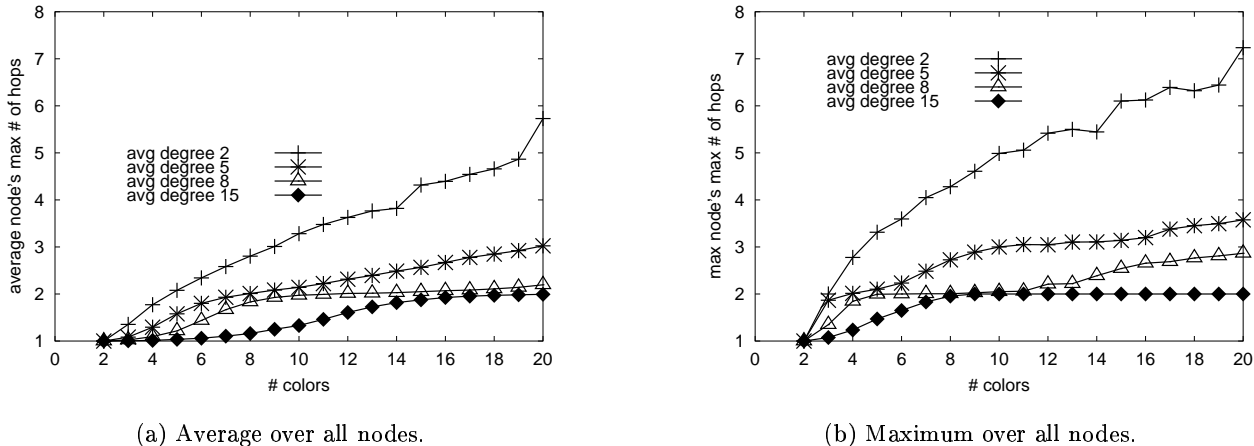 8
7
6
5
4
3
2
1
0 2 4 6 8 10 12 14 16 18 20
average node's max # of hops
# colors
avg degree 2
avg degree 5
avg degree 8
avg degree 15
(a) Average over all nodes.
8
7
6
5
4
3
2
1
0 2 4 6 8 10 12 14 16 18 20
max node's max # of hops
# colors
avg degree 2
avg degree 5
avg degree 8
avg degree 15
(b) Maximum over all nodes.